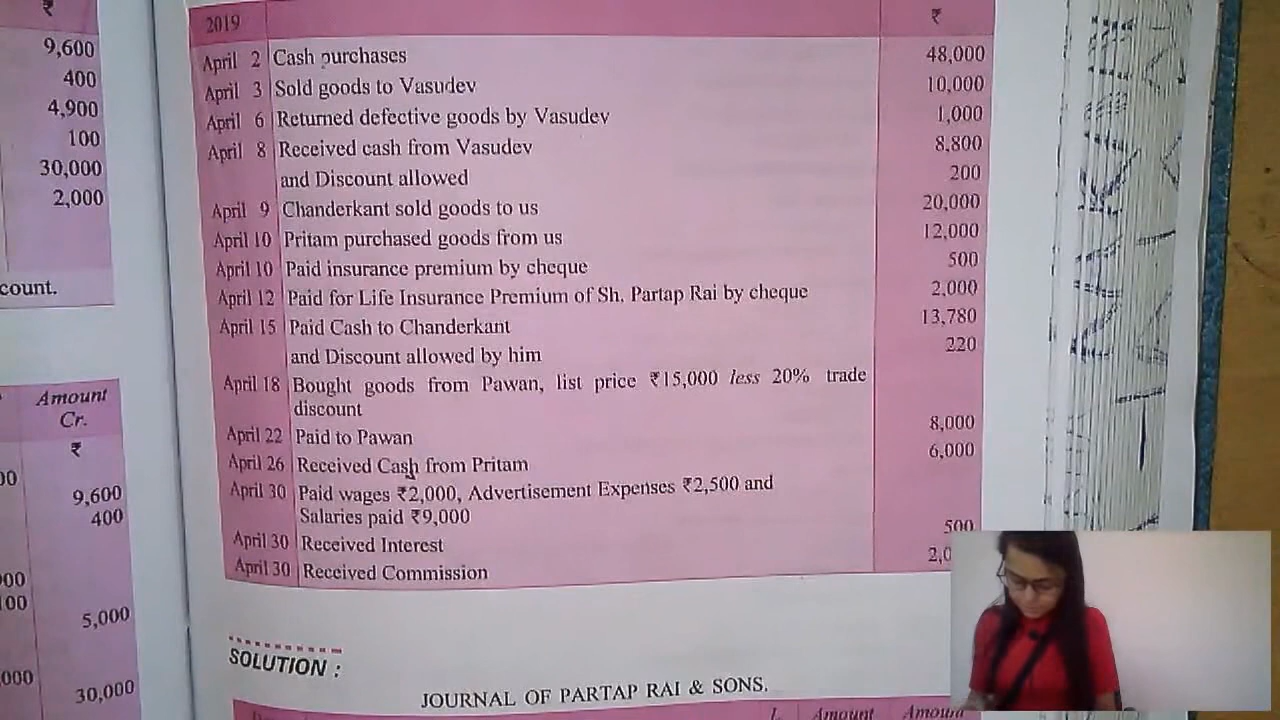 ₹
9,600
400
4,900
100
30,000
2,000
count.
Amount
Cr.
₹
9,600
400
5,000
30,000
2019 ₹
April 2 Cash purchases 48,000
April 3 Sold goods to Vasudev 10,000
April 6 Returned defective goods by Vasudev 1,000
April 8 Received cash from Vasudev 8,800
and Discount allowed 200
April 9 Chanderkant sold goods to us 20,000
April 10 Pritam purchased goods from us 12,000
April 10 Paid insurance premium by cheque 500
April 12 Paid for Life Insurance Premium of Sh. Partap Rai by cheque 2,000
April 15 Paid Cash to Chanderkant 13,780
and Discount allowed by him 220
April 18 Bought goods from Pawan, list price ₹15,000 less 20% trade
discount
April 22 Paid to Pawan 8,000
April 26 Received Cash from Pritam 6,000
April 30 Paid wages ₹2,000, Advertisement Expenses ₹2,500 and
Salaries paid ₹9,000
April 30 Received Interest 500
April 30 Received Commission 2,0
SOLUTION :
JOURNAL OF PARTAP RAI & SONS.
L. Amount Amount